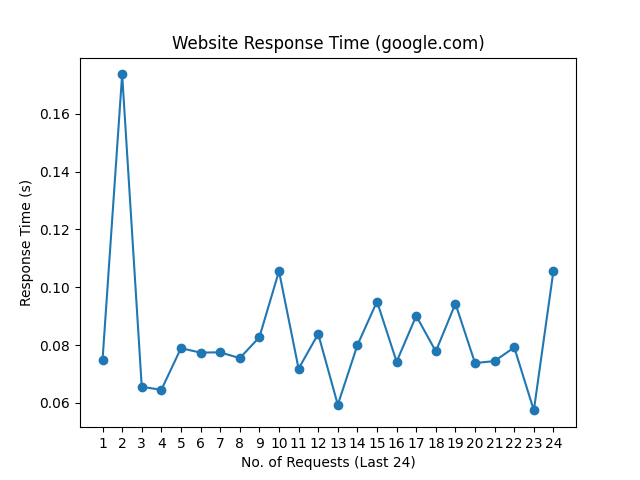 Website Response Time (google.com)
0.16
0.14
0.12
0.10
0.08
0.06
Response Time (s)
1 2 3 4 5 6 7 8 9 10 11 12 13 14 15 16 17 18 19 20 21 22 23 24
No. of Requests (Last 24)